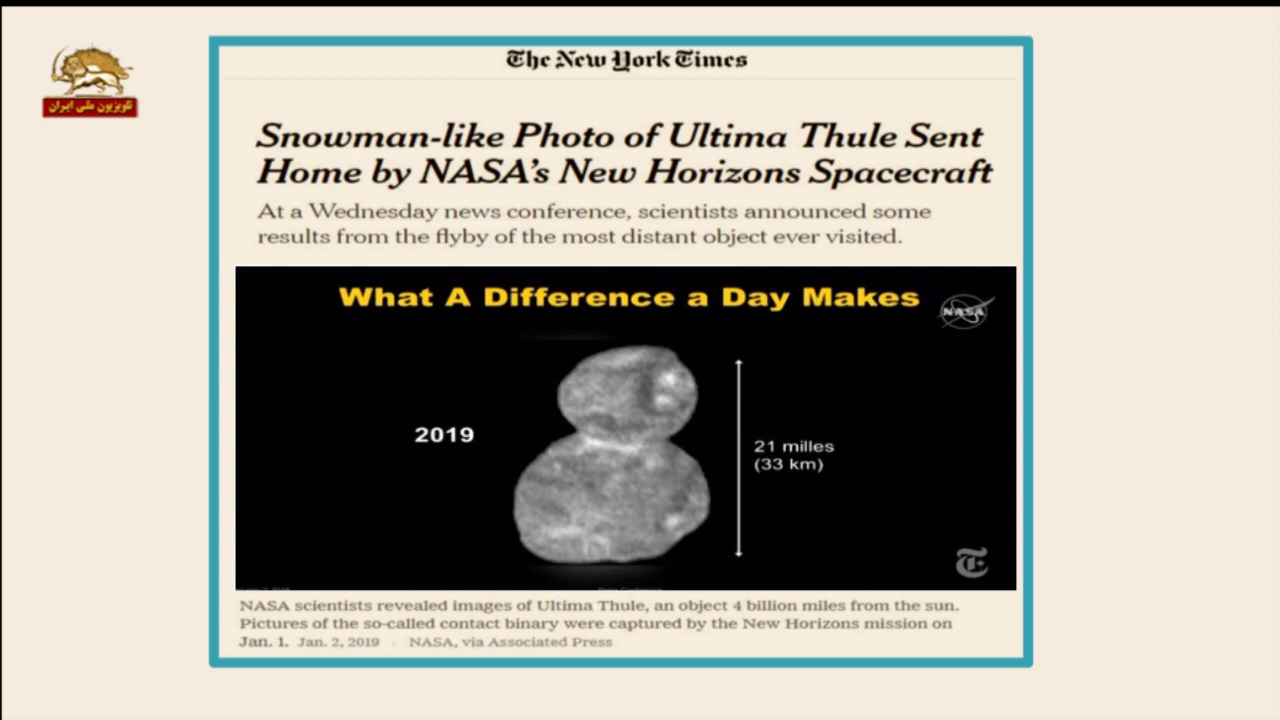 تلویزیون ملی ایران
The New York Times
Snowman-like Photo of Ultima Thule Sent
Home by NASA's New Horizons Spacecraft
At a Wednesday news conference, scientists announced some
results from the flyby of the most distant object ever visited.
What A Difference a Day Makes
NASA
2019
21 milles
(33 km)
NASA scientists revealed images of Ultima Thule, an object 4 billion miles from the sun.
Pictures of the so-called contact binary were captured by the New Horizons mission on
Jan. 1. Jan. 2, 2019 · NASA, via Associated Press